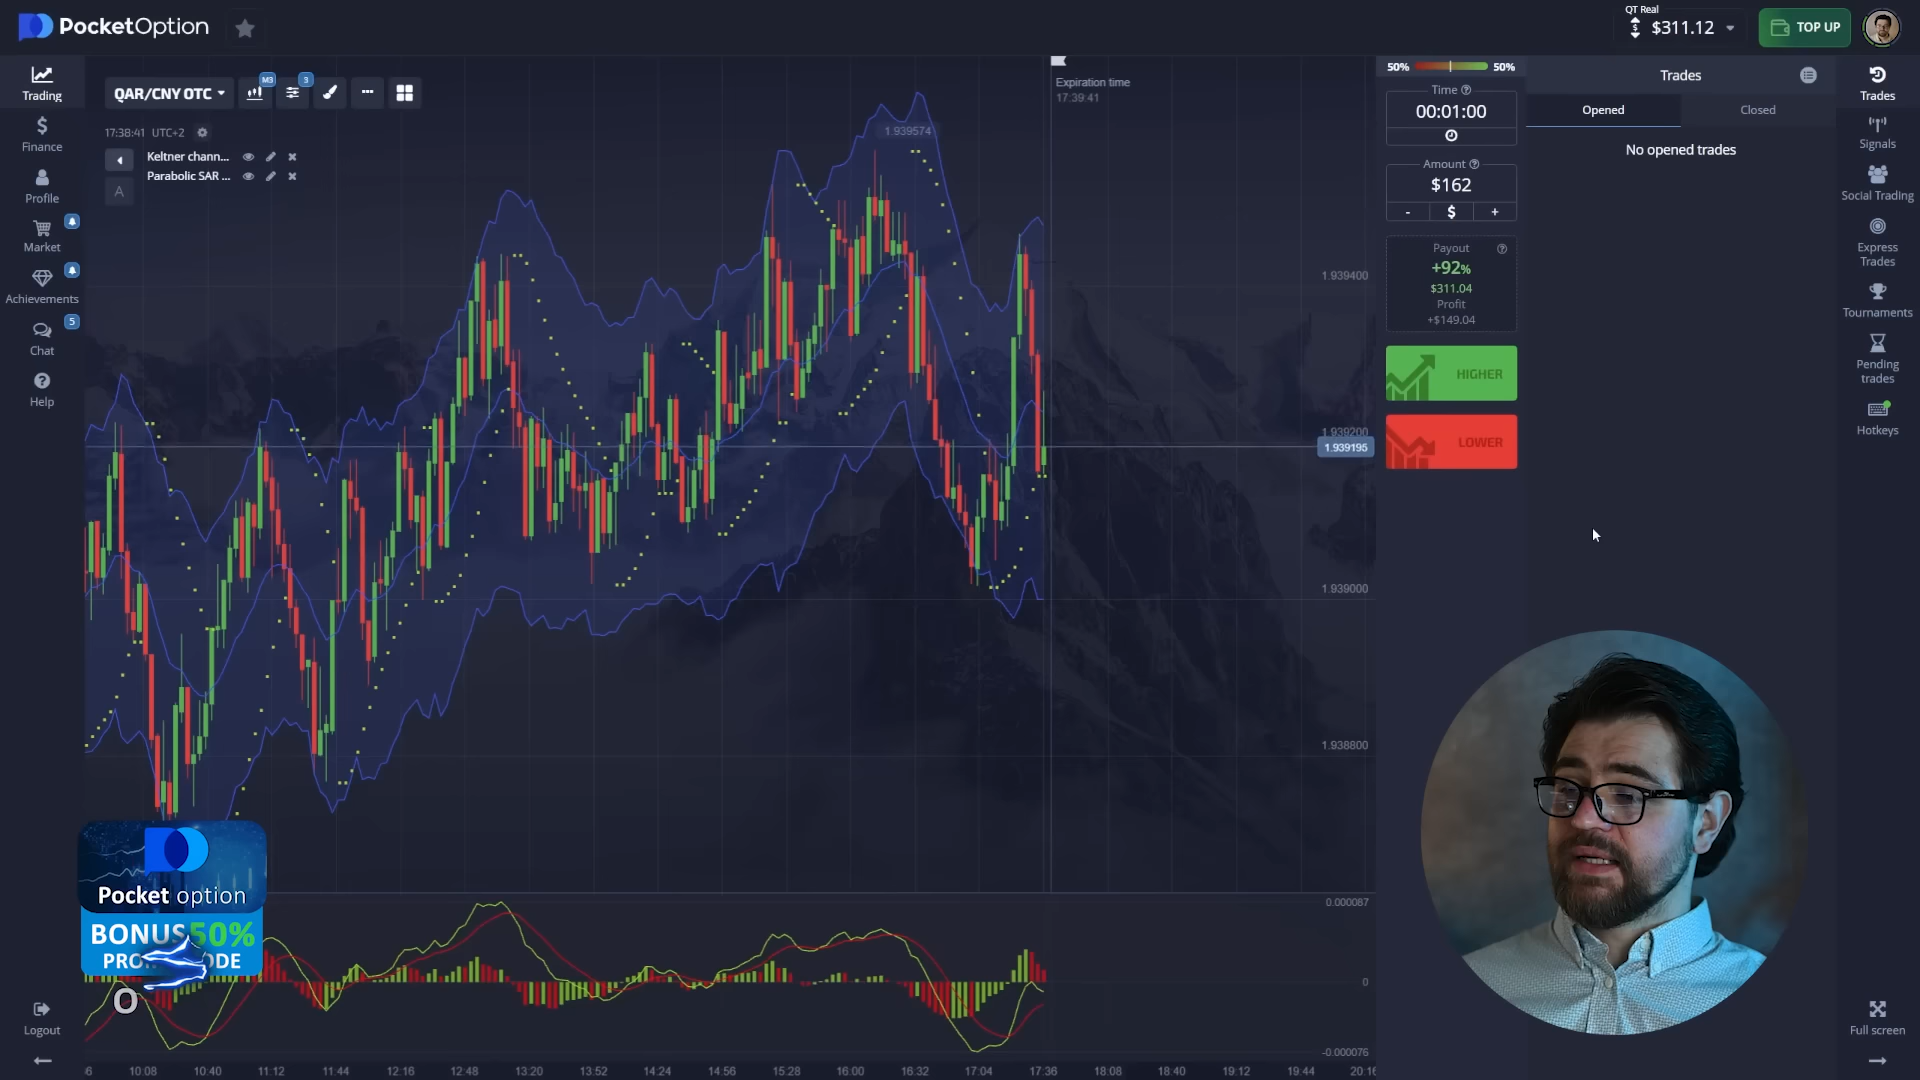 PocketOption
QT Real
$311.12
TOP UP
Trading
Finance
Profile
Market
Achievements
5
Chat
Help
Logout
QAR/CNY OTC
M3
3
17:38:41 UTC+2
Keltner chann...
Parabolic SAR ...
A
Expiration time
17:39:41
1.939574
1.939400
1.939200
1.939195
1.939000
1.938800
0.000087
0
-0.000076
10:08
10:40
11:12
11:44
12:16
12:48
13:20
13:52
14:24
14:56
15:28
16:00
16:32
17:04
17:36
18:08
18:40
19:12
19:44
20:16
50%
50%
Time
00:01:00
Amount
$162
-
$
+
Payout
+92%
$311.04
Profit
+$149.04
HIGHER
LOWER
Trades
Opened
Closed
No opened trades
Trades
Signals
Social Trading
Express
Trades
Tournaments
Pending
trades
Hotkeys
Full screen
Pocket option
BONUS 50%